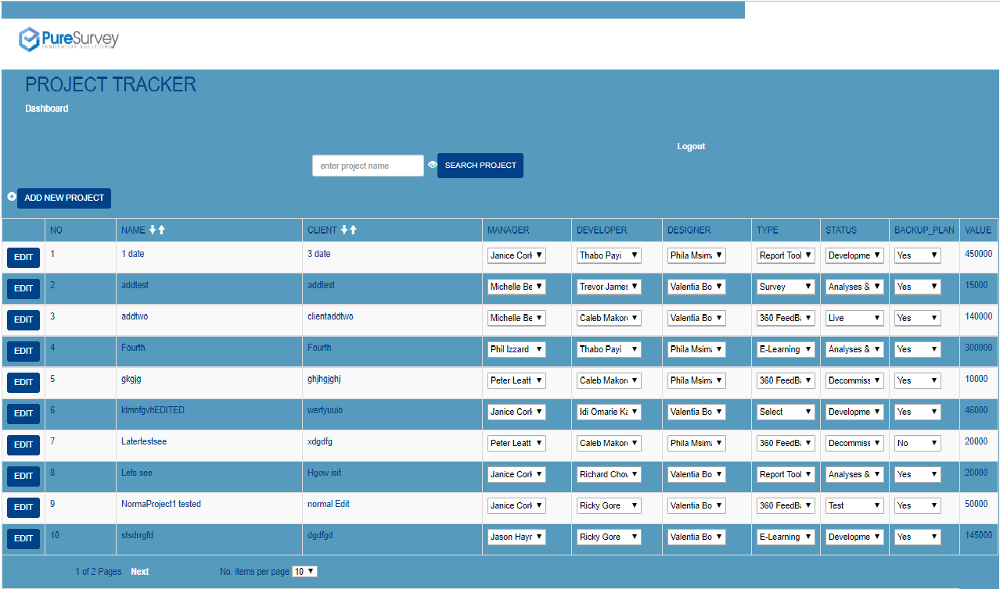 PureSurvey
INNOVATIVE SOLUTIONS
PROJECT TRACKER
Dashboard
Logout
enter project name SEARCH PROJECT
ADD NEW PROJECT
NO NAME CLIENT MANAGER DEVELOPER DESIGNER TYPE STATUS BACKUP_PLAN VALUE
EDIT 1 1 date 3 date Janice Cork Thabo Payi Phila Msima Report Tool Developme Yes 450000
EDIT 2 addtest addtest Michelle Be Trevor James Valentia Bo Survey Analyses & Yes 15000
EDIT 3 addtwo clientaddtwo Michelle Be Caleb Makore 360 FeedBa Valentia Bo Live Yes 140000
EDIT 4 Fourth Fourth Phil Izzard Thabo Payi Phila Msima E-Learning Analyses & Yes 300000
EDIT 5 gkgjg ghjhgjghj Peter Leatt Caleb Makore Phila Msima 360 FeedBa Decommiss Yes 10000
EDIT 6 klmnfgvhEDITED wertyuuio Janice Cork Idi Omarie Ka Valentia Bo Select Developme Yes 46000
EDIT 7 Latertestsee xdgdfg Peter Leatt Caleb Makore Phila Msima 360 FeedBa Decommiss No 20000
EDIT 8 Lets see Hgow isit Janice Cork Richard Chow Valentia Bo Report Tool Analyses & Yes 20000
EDIT 9 NormaProject1 tested normal Edit Janice Cork Ricky Gore Valentia Bo 360 FeedBa Test Yes 50000
EDIT 10 stsdrrgfd dgdfgd Jason Hayr Ricky Gore Valentia Bo E-Learning Developme Yes 145000
1 of 2 Pages Next No. items per page 10